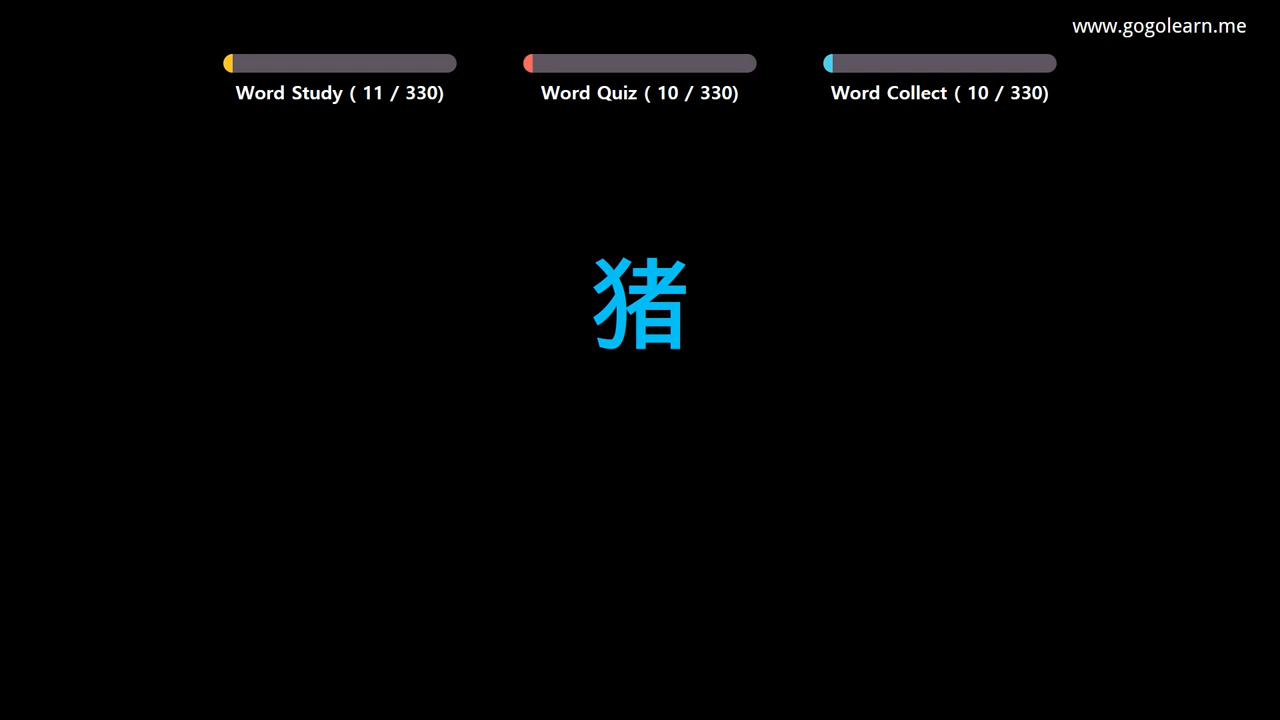 www.gogolearn.me
Word Study ( 11 / 330)
Word Quiz ( 10 / 330)
Word Collect ( 10 / 330)
猪